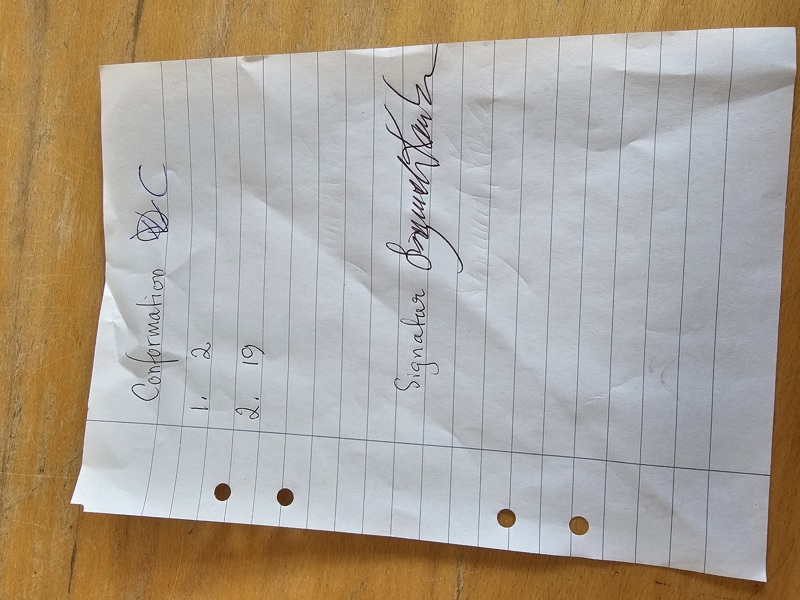 Conformation C
1. 2
2. 19
Signatur